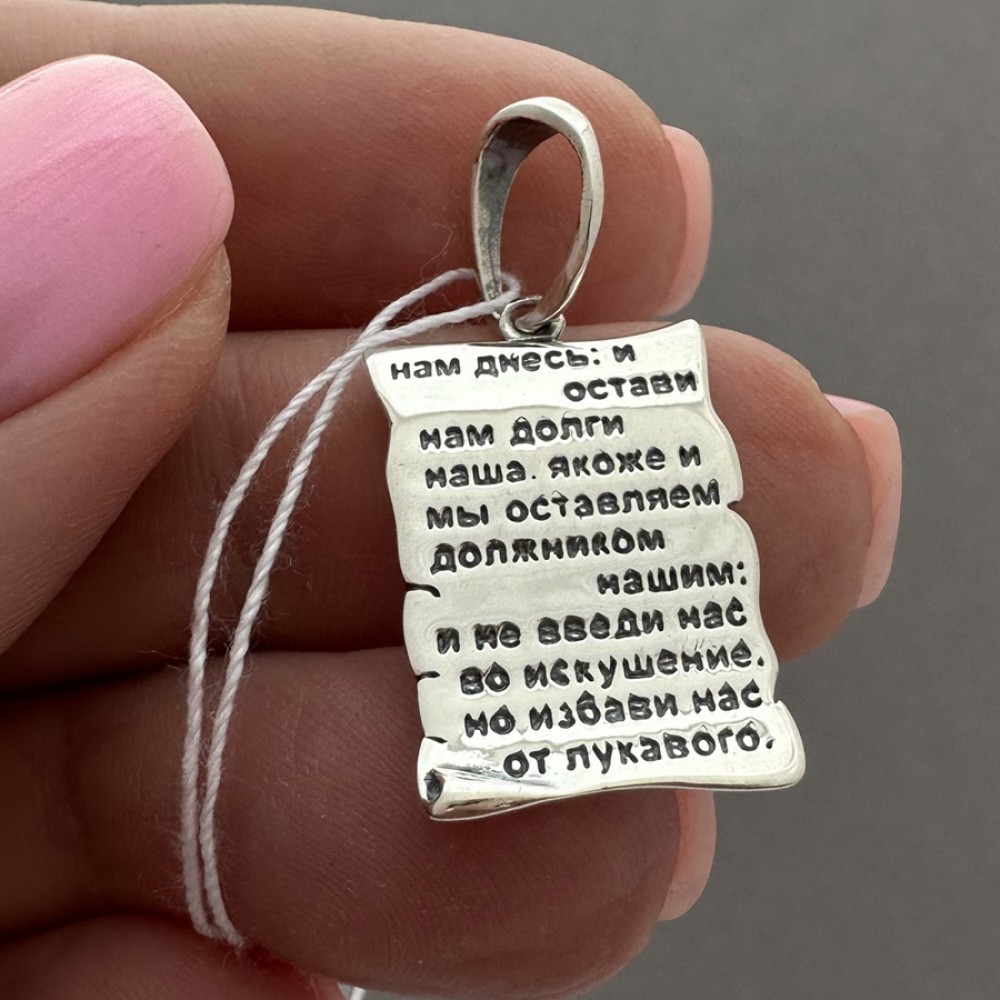 нам днесь: и
остави
нам долги
наша. якоже и
мы оставляем
должником
нашим:
и не введи нас
во искушение.
но избави нас
от лукавого.